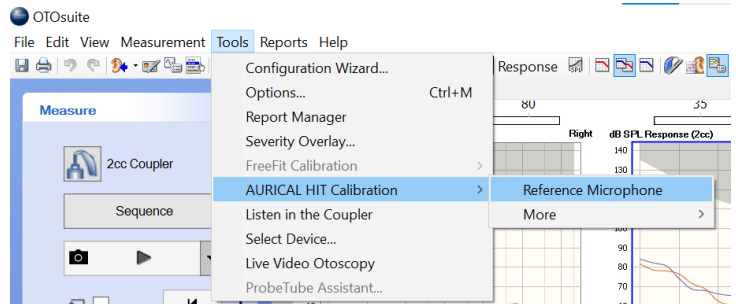 OTOsuite
File Edit View Measurement Tools Reports Help
Response SPL
Configuration Wizard...
Options... Ctrl+M
Report Manager
Severity Overlay...
FreeFit Calibration
AURICAL HIT Calibration
Listen in the Coupler
Select Device...
Live Video Otoscopy
ProbeTube Assistant...
Reference Microphone
More
Measure
2cc Coupler
Sequence
80
35
Right
dB SPL Response (2cc)
140
130
100
90
80
70